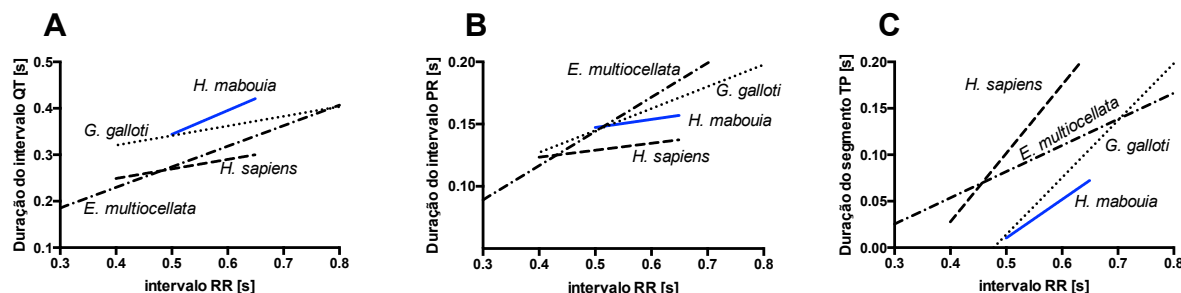 A
B
C
Duração do intervalo QT [s]
0.5
0.4
0.3
0.2
0.1
H. mabouia
G. galloti
H. sapiens
E. multiocellata
0.3 0.4 0.5 0.6 0.7 0.8
intervalo RR [s]
Duração do intervalo PR [s]
0.20
0.15
0.10
E. multiocellata
G. galloti
H. mabouia
H. sapiens
0.3 0.4 0.5 0.6 0.7 0.8
intervalo RR [s]
Duração do segmento TP [s]
0.20
0.15
0.10
0.05
0.00
H. sapiens
E. multiocellata
G. galloti
H. mabouia
0.3 0.4 0.5 0.6 0.7 0.8
intervalo RR [s]